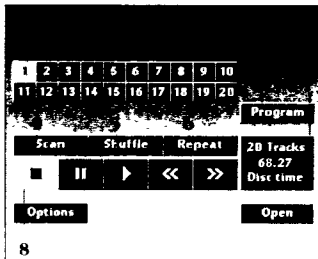 1 2 3 4 5 6 7 8 9 10
11 12 13 14 15 16 17 18 19 20
Program
Scan Shuffle Repeat
20 Tracks
68.27
Disc time
Options
Open
8